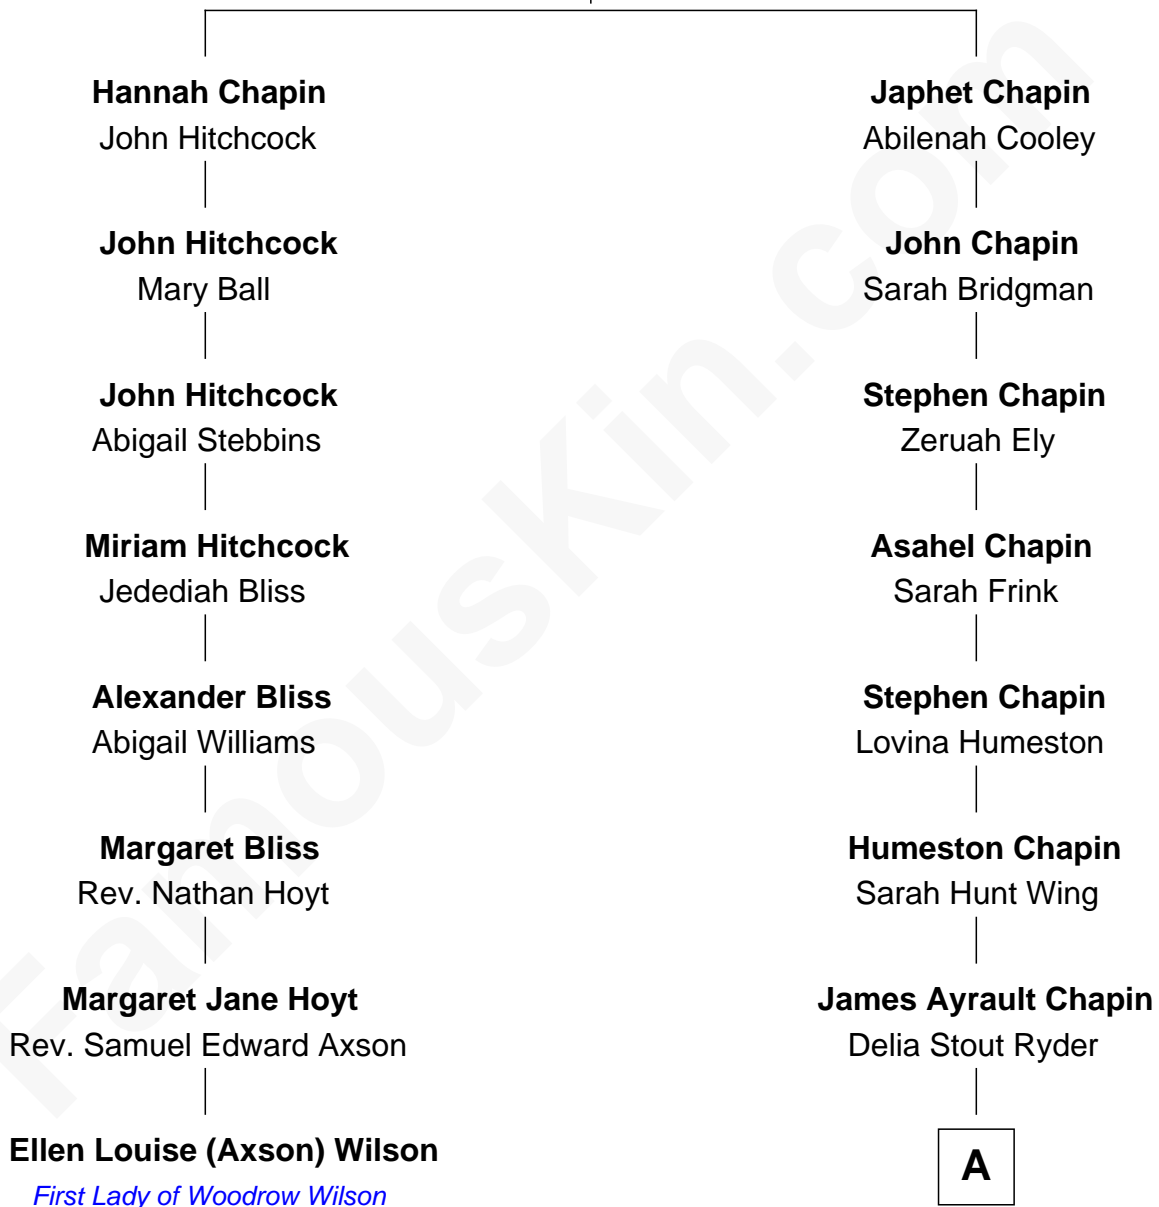 Hannah Chapin
John Hitchcock
John Hitchcock
Mary Ball
John Hitchcock
Abigail Stebbins
Miriam Hitchcock
Jedediah Bliss
Alexander Bliss
Abigail Williams
Margaret Bliss
Rev. Nathan Hoyt
Margaret Jane Hoyt
Rev. Samuel Edward Axson
Ellen Louise (Axson) Wilson
First Lady of Woodrow Wilson
Japhet Chapin
Abilenah Cooley
John Chapin
Sarah Bridgman
Stephen Chapin
Zeruah Ely
Asahel Chapin
Sarah Frink
Stephen Chapin
Lovina Humeston
Humeston Chapin
Sarah Hunt Wing
James Ayrault Chapin
Delia Stout Ryder
A
FamousKin.com